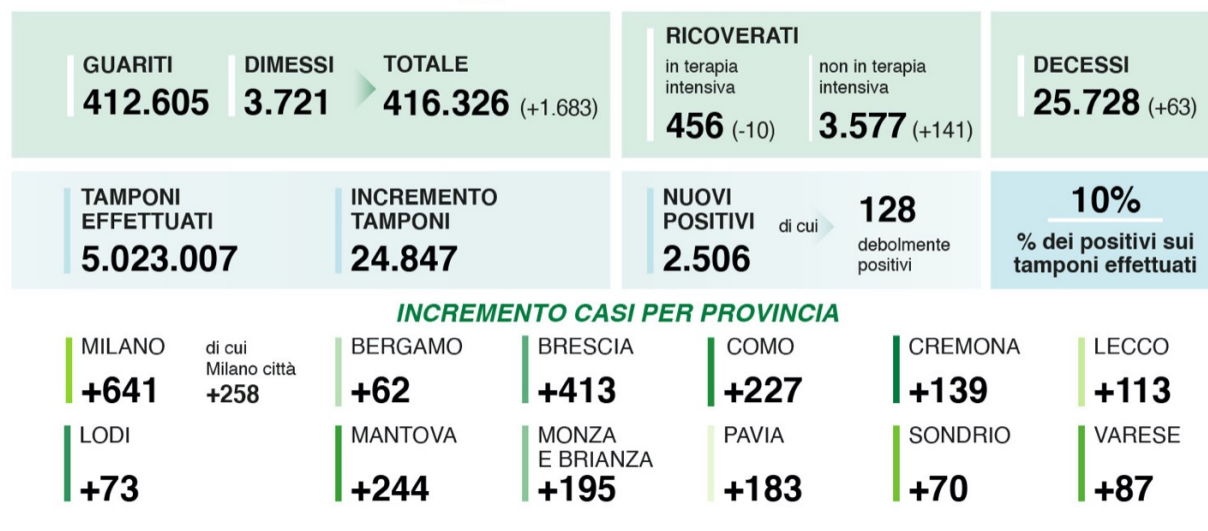 GUARITI
412.605
DIMESSI
3.721
TOTALE
416.326 (+1.683)
RICOVERATI
in terapia
intensiva
456 (-10)
non in terapia
intensiva
3.577 (+141)
DECESSI
25.728 (+63)
TAMPONI
EFFETTUATI
5.023.007
INCREMENTO
TAMPONI
24.847
NUOVI
POSITIVI
2.506
di cui
128
debolmente
positivi
10%
% dei positivi sui
tamponi effettuati
INCREMENTO CASI PER PROVINCIA
MILANO
+641
di cui
Milano città
+258
BERGAMO
+62
BRESCIA
+413
COMO
+227
CREMONA
+139
LECCO
+113
LODI
+73
MANTOVA
+244
MONZA
E BRIANZA
+195
PAVIA
+183
SONDRIO
+70
VARESE
+87